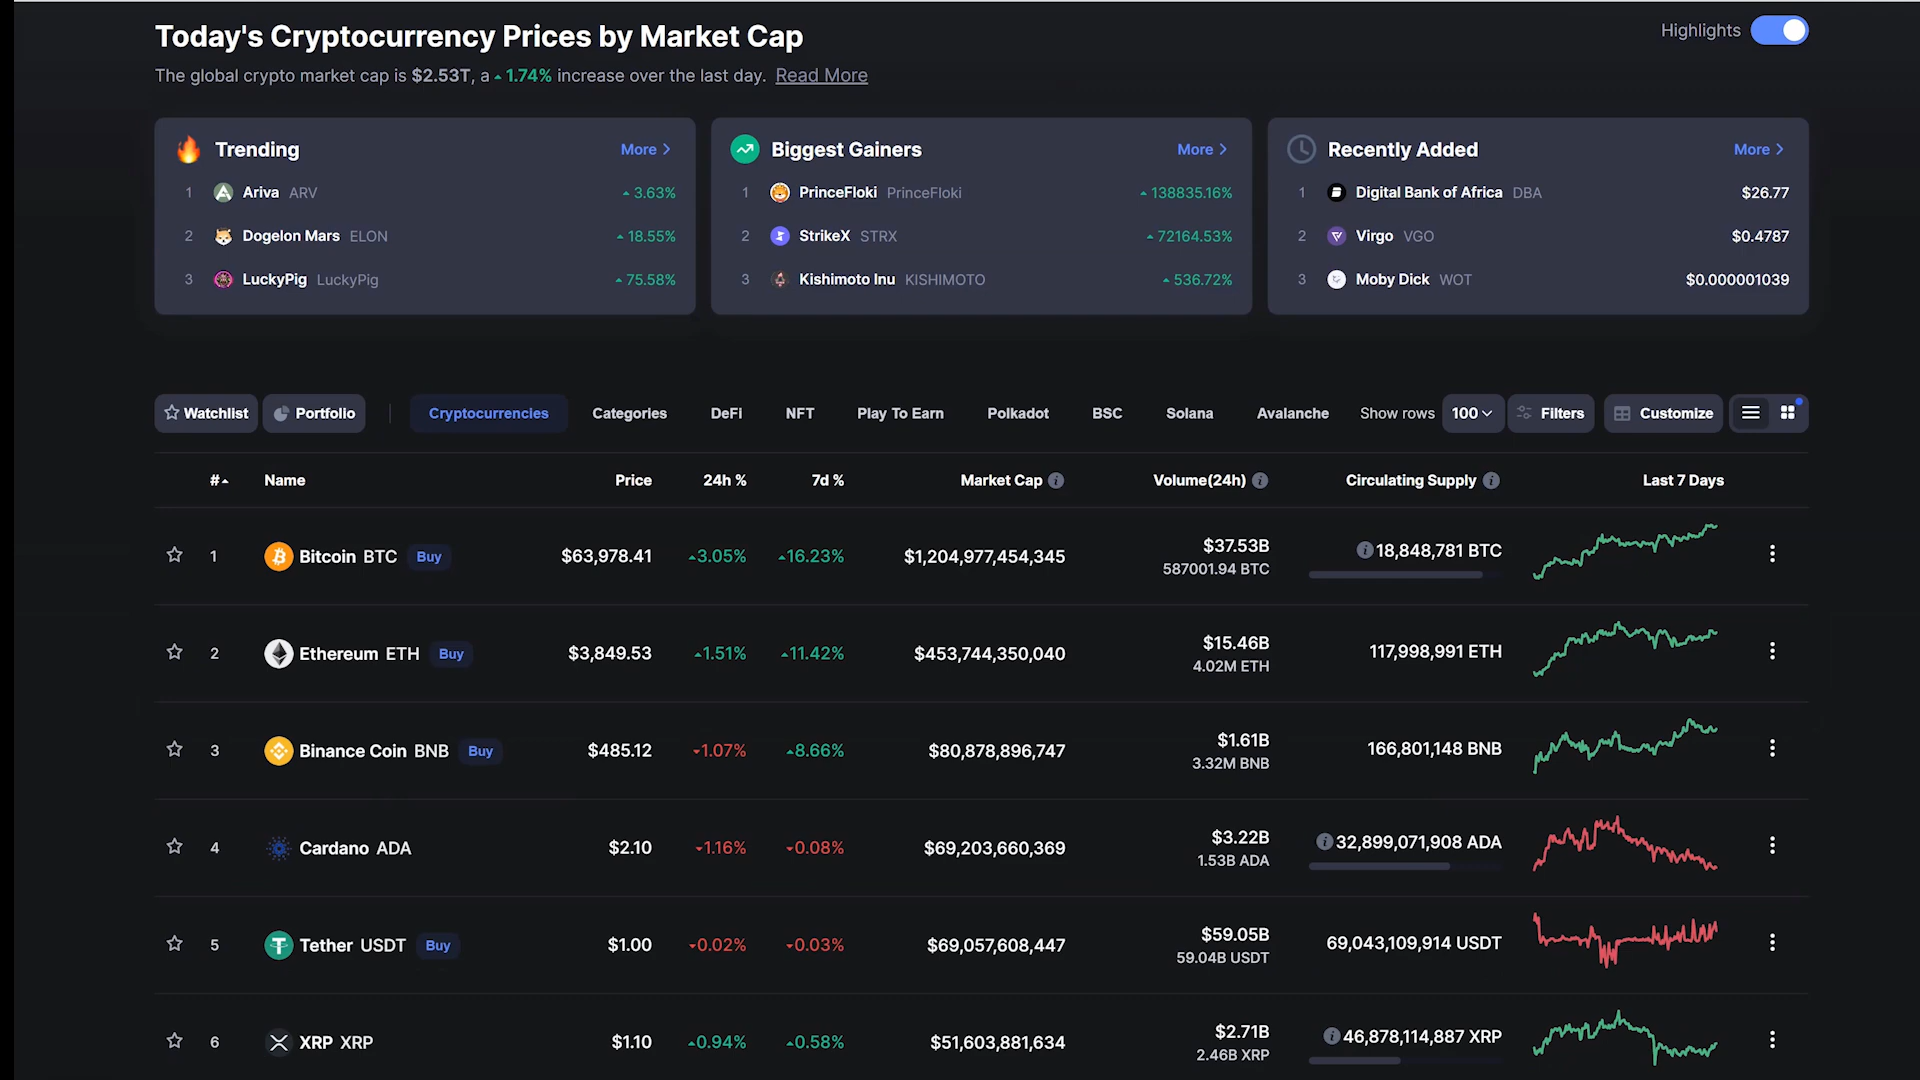 Today's Cryptocurrency Prices by Market Cap
Highlights
The global crypto market cap is $2.53T, a 1.74% increase over the last day. Read More
Trending More
1 Ariva ARV 3.63%
2 Dogelon Mars ELON 18.55%
3 LuckyPig LuckyPig 75.58%
Biggest Gainers More
1 PrinceFloki PrinceFloki 138835.16%
2 StrikeX STRX 72164.53%
3 Kishimoto Inu KISHIMOTO 536.72%
Recently Added More
1 Digital Bank of Africa DBA $26.77
2 Virgo VGO $0.4787
3 Moby Dick WOT $0.000001039
Watchlist Portfolio Cryptocurrencies Categories DeFi NFT Play To Earn Polkadot BSC Solana Avalanche Show rows 100 Filters Customize
# Name Price 24h % 7d % Market Cap Volume(24h) Circulating Supply Last 7 Days
1 Bitcoin BTC Buy $63,978.41 3.05% 16.23% $1,204,977,454,345 $37.53B 18,848,781 BTC
587001.94 BTC
2 Ethereum ETH Buy $3,849.53 1.51% 11.42% $453,744,350,040 $15.46B 117,998,991 ETH
4.02M ETH
3 Binance Coin BNB Buy $485.12 1.07% 8.66% $80,878,896,747 $1.61B 166,801,148 BNB
3.32M BNB
4 Cardano ADA $2.10 1.16% 0.08% $69,203,660,369 $3.22B 32,899,071,908 ADA
1.53B ADA
5 Tether USDT Buy $1.00 0.02% 0.03% $69,057,608,447 $59.05B 69,043,109,914 USDT
59.04B USDT
6 XRP XRP $1.10 0.94% 0.58% $51,603,881,634 $2.71B 46,878,114,887 XRP
2.46B XRP